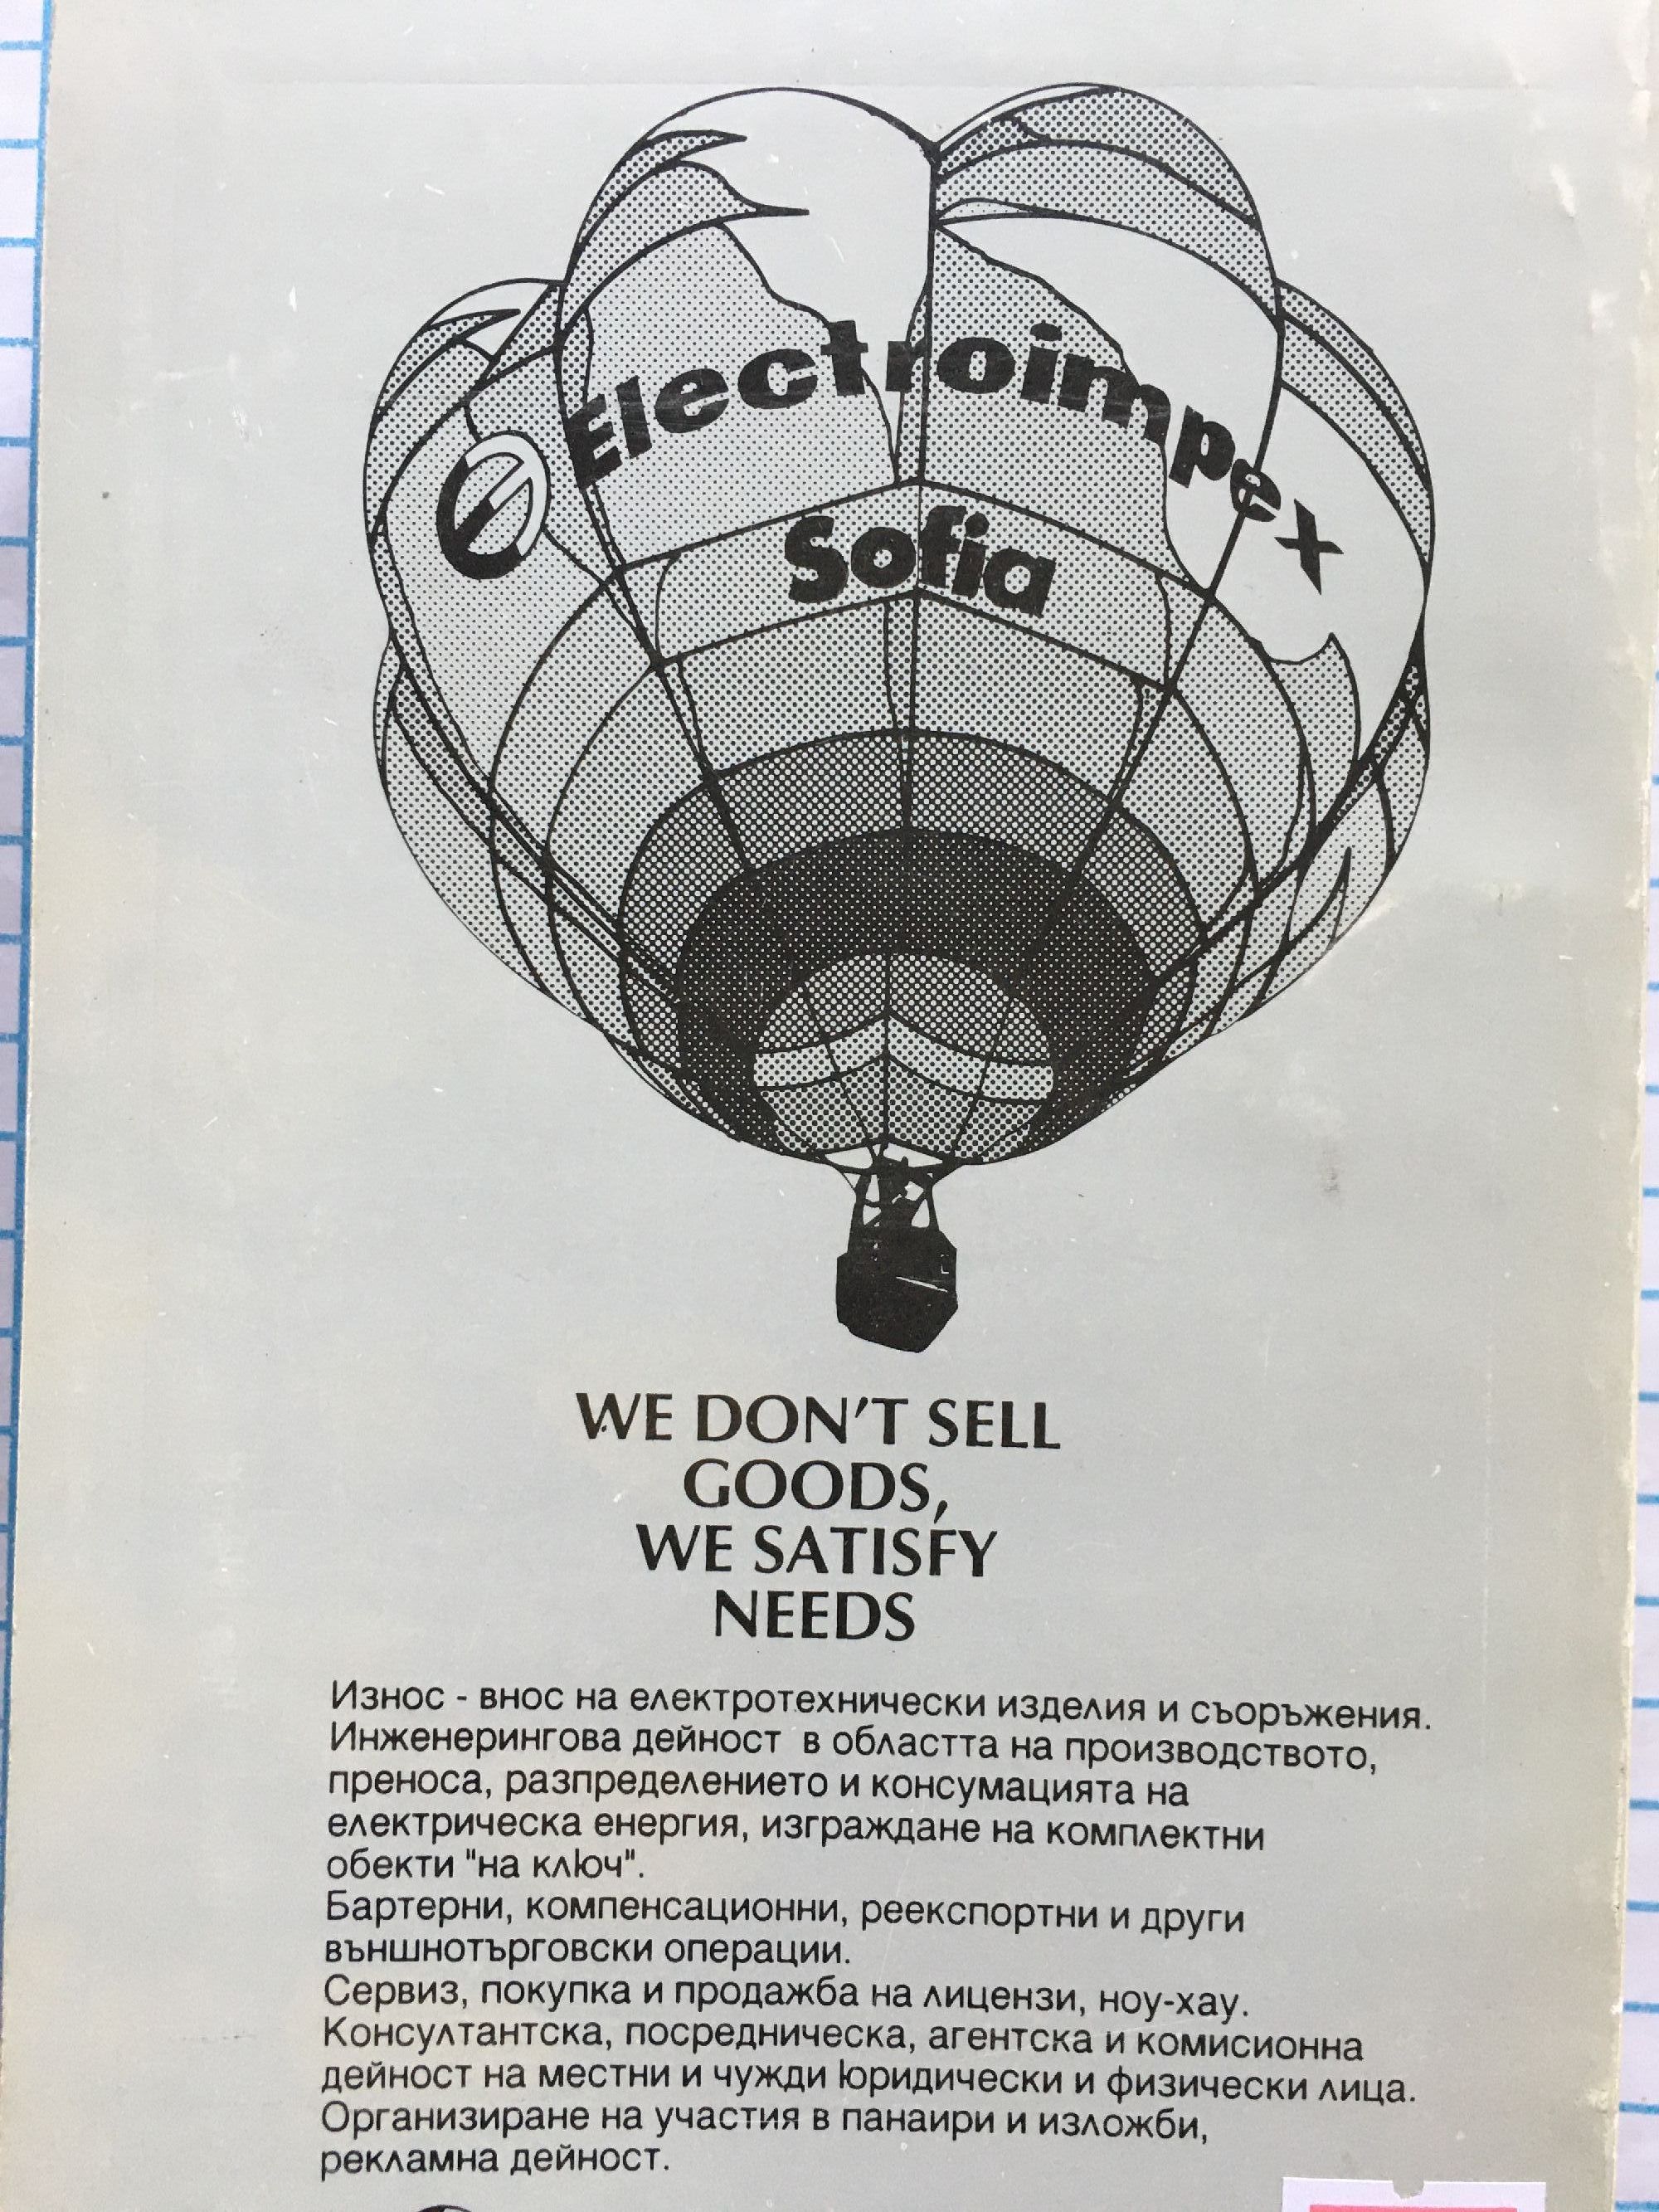 Electroimpex
Sofia
WE DON'T SELL
GOODS,
WE SATISFY
NEEDS
Износ - внос на електротехнически изделия и съоръжения.
Инженерингова дейност в областта на производството,
преноса, разпределението и консумацията на
електрическа енергия, изграждане на комплектни
обекти "на ключ".
Бартерни, компенсационни, реекспортни и други
външнотърговски операции.
Сервиз, покупка и продажба на лицензи, ноу-хау.
Консултантска, посредническа, агентска и комисионна
дейност на местни и чужди юридически и физически лица.
Организиране на участия в панаири и изложби,
рекламна дейност.